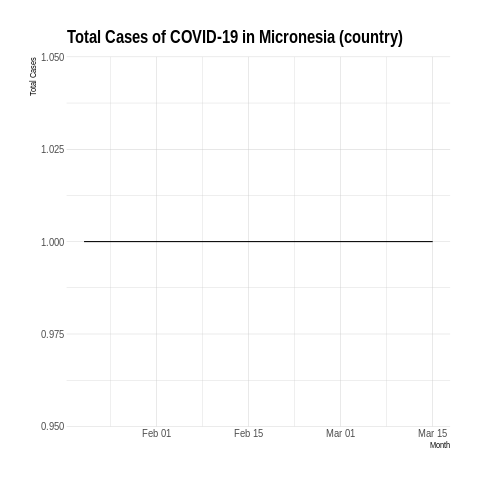 Total Cases of COVID-19 in Micronesia (country)
Total Cases
1.050
1.025
1.000
0.975
0.950
Feb 01 Feb 15 Mar 01 Mar 15
Month